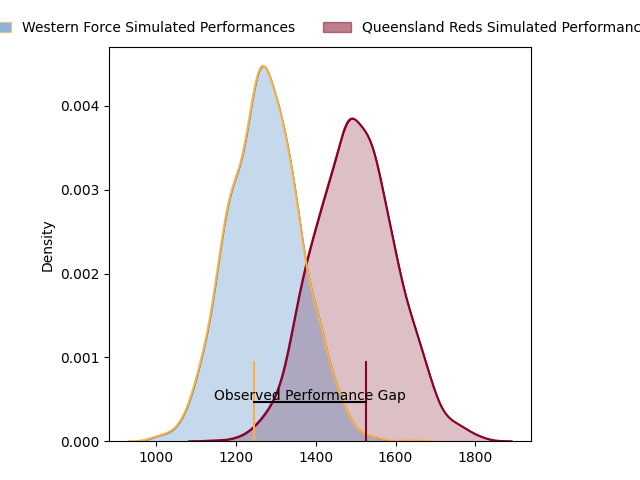 Western Force Simulated Performances
Queensland Reds Simulated
Density
0.004
0.003
0.002
0.001
0.000
Observed Performance Gap
1000 1200 1400 1600 1800